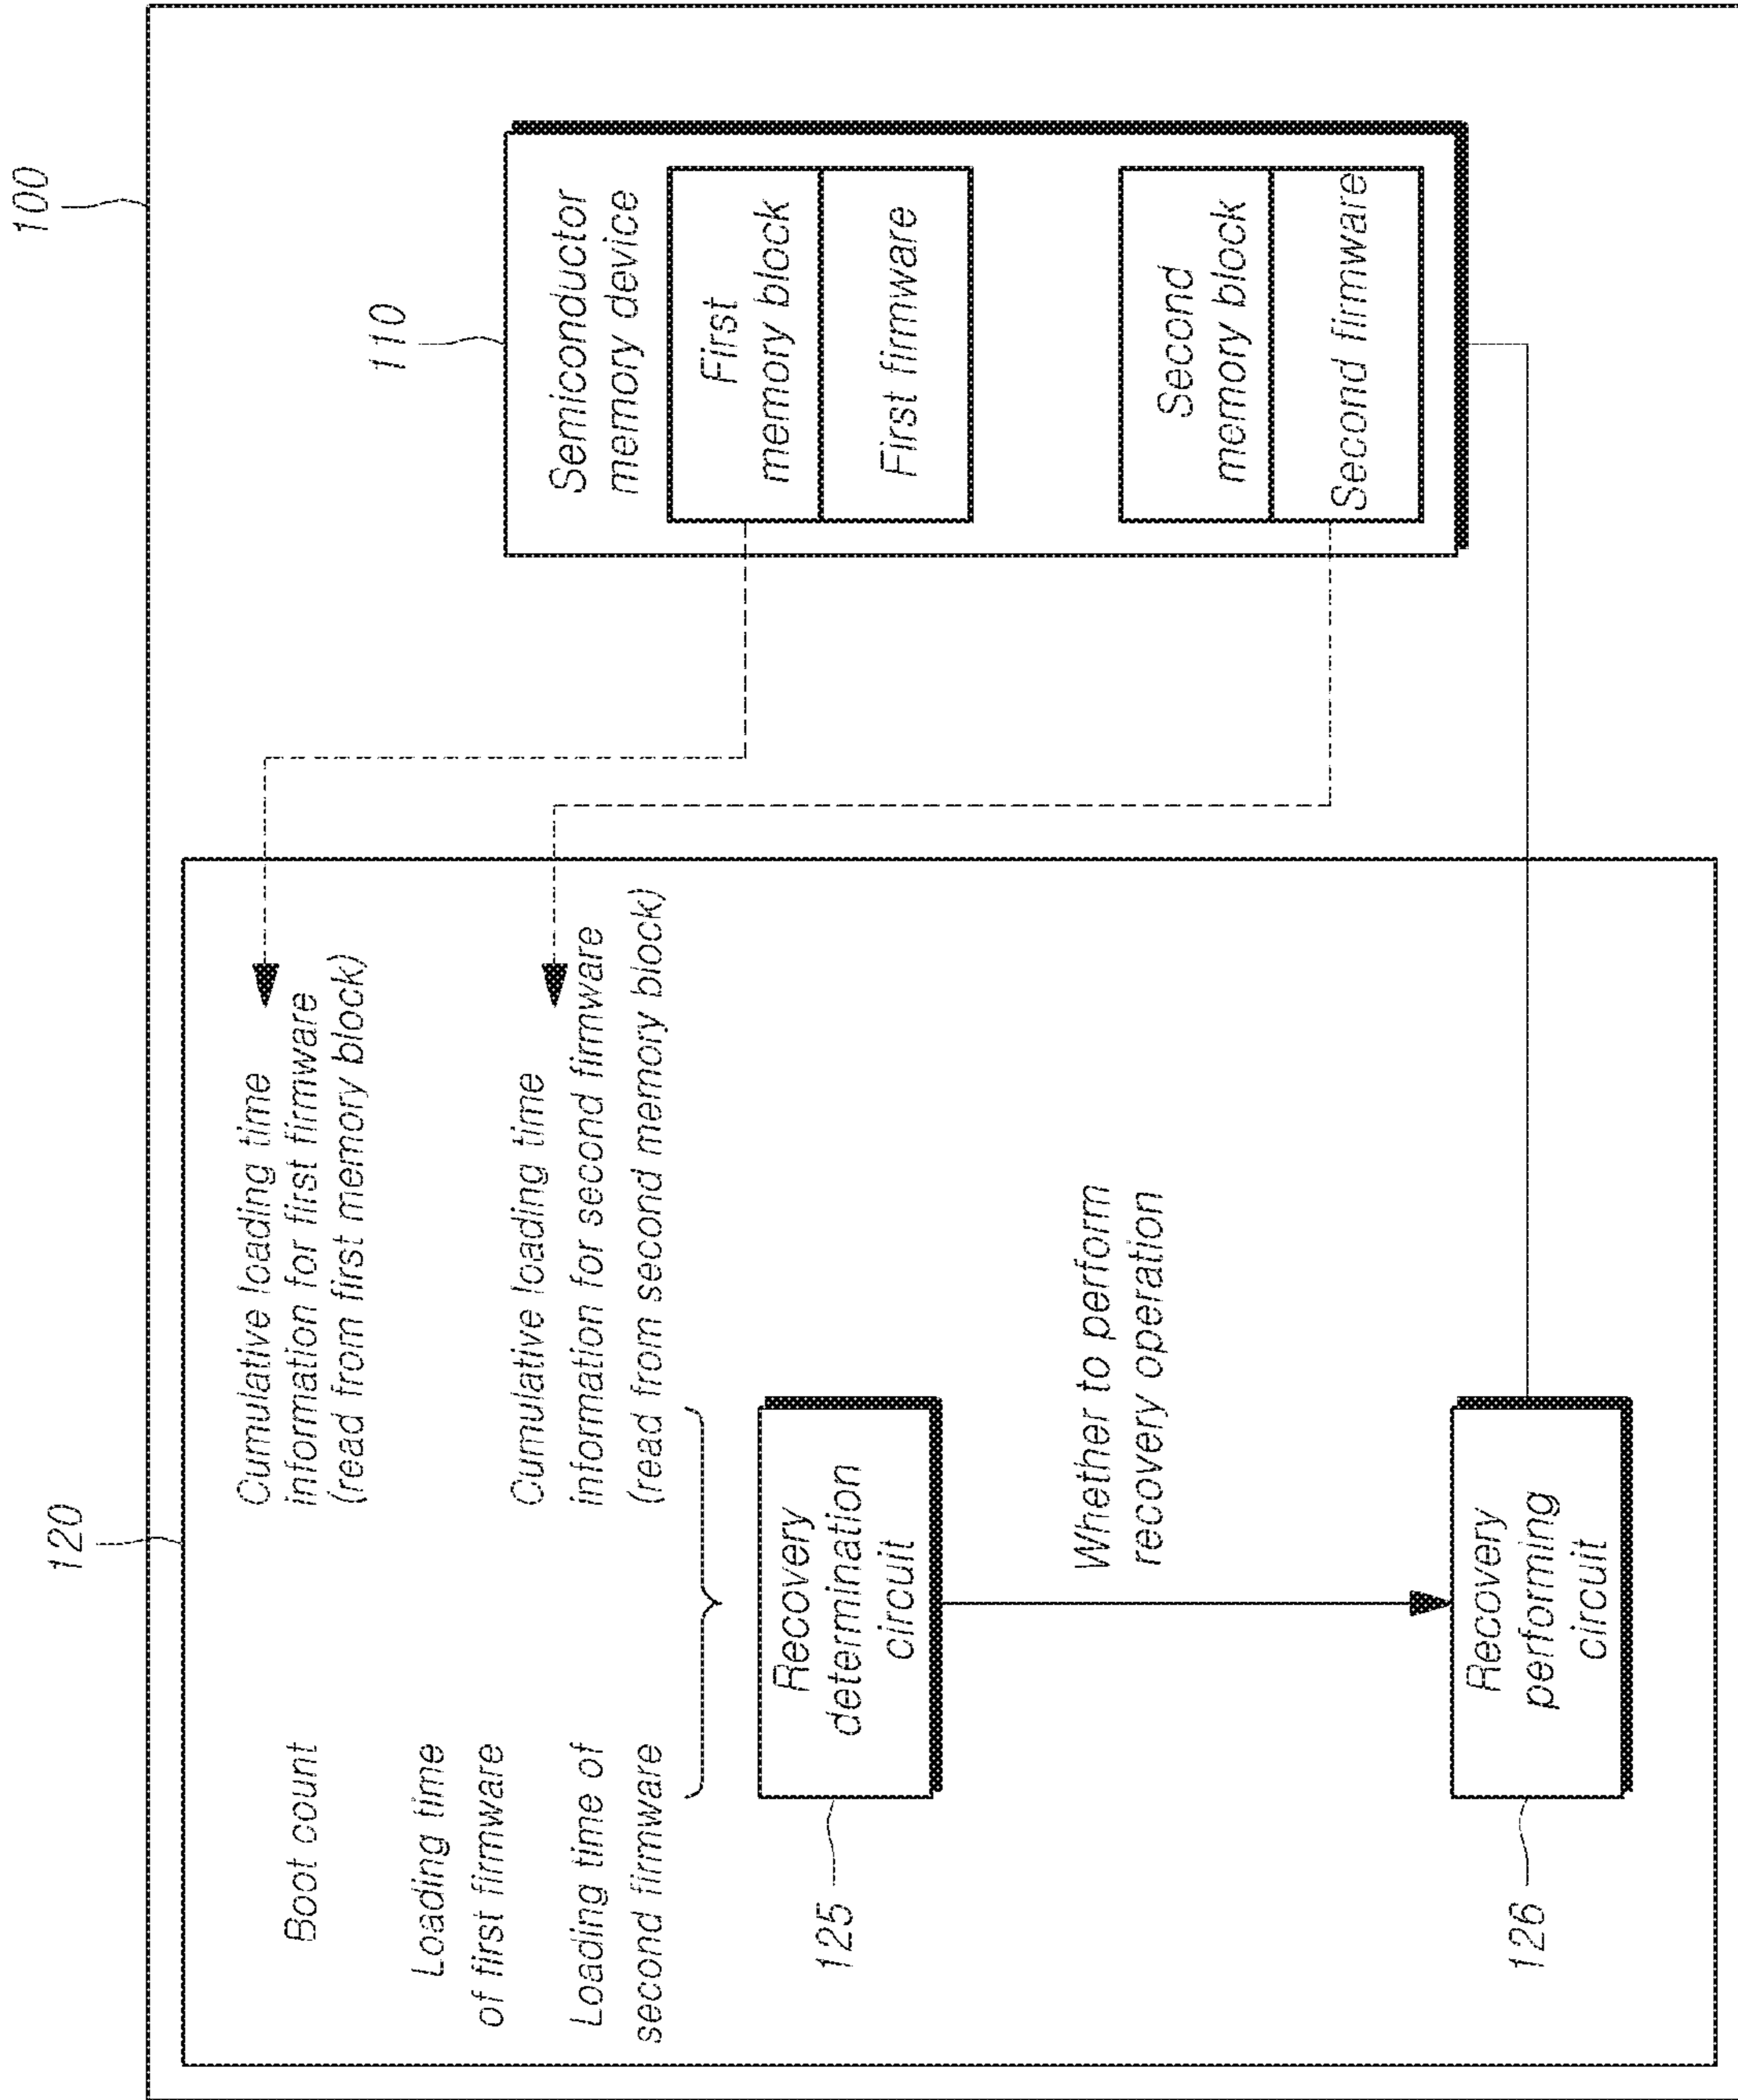 100
120
110
Boot count
Loading time
of first firmware
Loading time of
second firmware
Cumulative loading time
information for first firmware
(read from first memory block)
Cumulative loading time
information for second firmware
(read from second memory block)
125
Recovery
determination
circuit
Whether to perform
recovery operation
126
Recovery
performing
circuit
Semiconductor
memory device
First
memory block
First firmware
Second
memory block
Second firmware